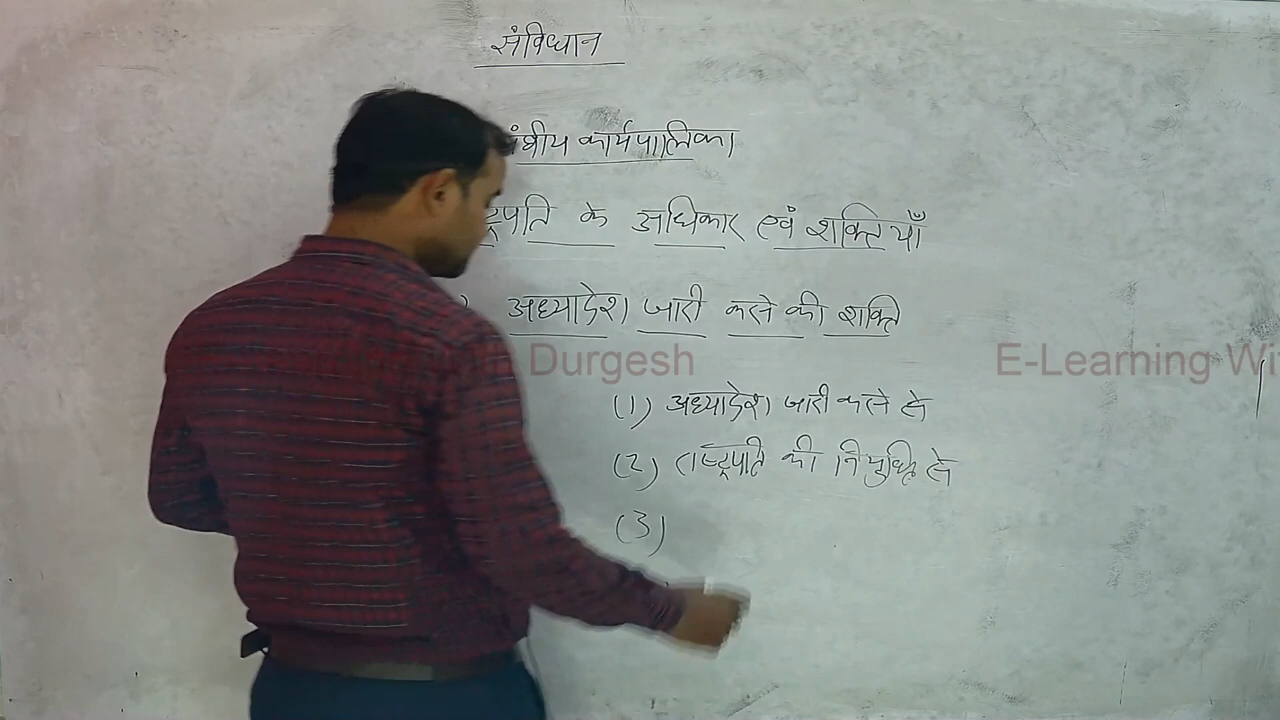 संविधान
संघीय कार्यपालिका
राष्ट्रपति के अधिकार एवं शक्तियाँ
अध्यादेश जारी करने की शक्ति
Durgesh
E-Learning Wi
(1) अध्यादेश जारी करने से
(2) राष्ट्रपति की नियुक्ति से
(3)